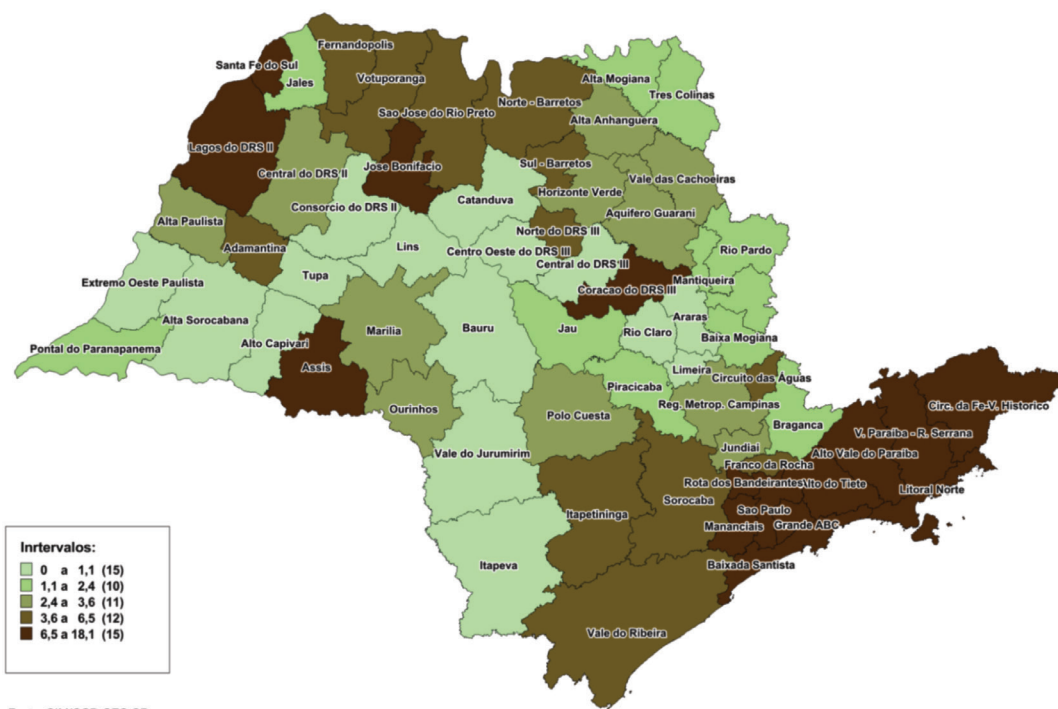 Fernandopolis
Santa Fe do Sul
Jales
Votuporanga
Alta Mogiana
Tres Colinas
Sao Jose do Rio Preto
Norte - Barretos
Alta Anhanguera
Lagos do DRS II
Central do DRS II
Jose Bonifacio
Sul - Barretos
Vale das Cachoeiras
Horizonte Verde
Catanduva
Consorcio do DRS II
Aquifero Guarani
Alta Paulista
Adamantina
Norte do DRS III
Lins
Centro Oeste do DRS III
Central do DRS III
Rio Pardo
Tupa
Extremo Oeste Paulista
Coracao do DRS III
Mantiqueira
Alta Sorocabana
Araras
Marilia
Bauru
Jau
Rio Claro
Baixa Mogiana
Alto Capivari
Pontal do Paranapanema
Assis
Limeira
Circuito das Águas
Piracicaba
Reg. Metrop. Campinas
Ourinhos
Polo Cuesta
Braganca
Circ. da Fe-V. Historico
V. Paraiba - R. Serrana
Jundiai
Alto Vale do Paraiba
Vale do Jurumirim
Franco da Rocha
Rota dos Bandeirantes
lto do Tiete
Litoral Norte
Sorocaba
Sao Paulo
Itapetininga
Mananciais
Grande ABC
Itapeva
Baixada Santista
Vale do Ribeira
Inrtervalos:
0 a 1,1 (15)
1,1 a 2,4 (10)
2,4 a 3,6 (11)
3,6 a 6,5 (12)
6,5 a 18,1 (15)